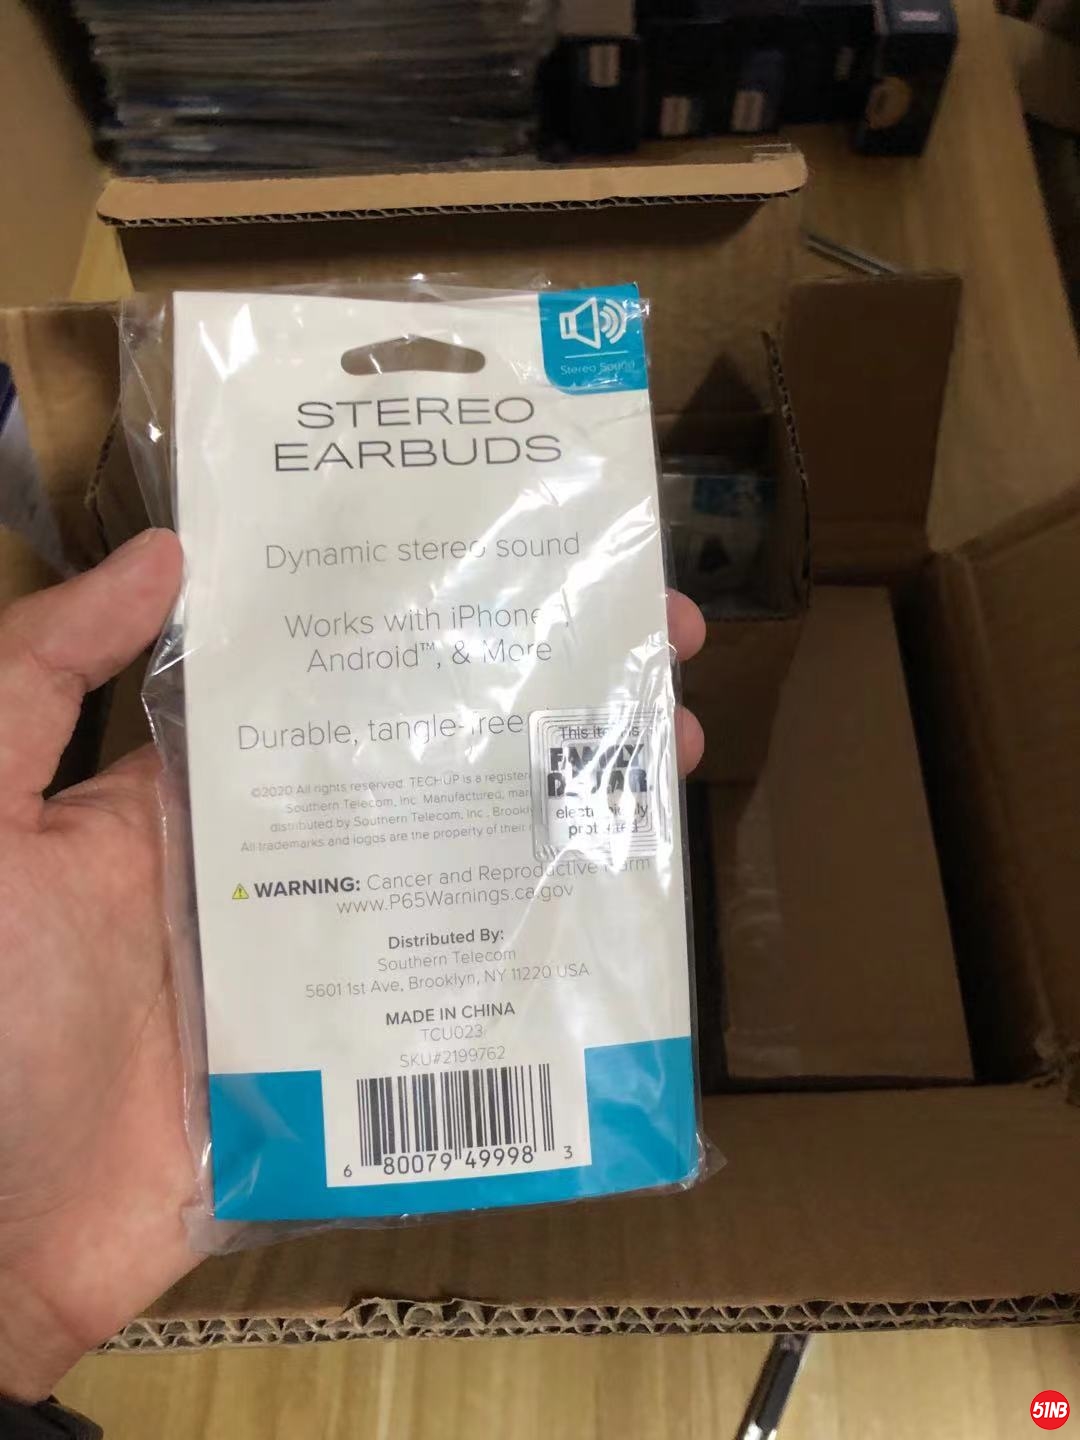 Stereo Sound
STEREO
EARBUDS
Dynamic stereo sound
Works with iPhone
Android™, & More
Durable, tangle-free
This item is
FAMILY
DOLLAR
electronically
protected
©2020 All rights reserved. TECHUP is a
Southern Telecom, Inc. Manufactured,
distributed by Southern Telecom, Inc.,
All trademarks and logos are the property of their
WARNING: Cancer and Reproductive Harm
www.P65Warnings.ca.gov
Distributed By:
Southern Telecom
5601 1st Ave, Brooklyn, NY 11220 USA
MADE IN CHINA
TCU023
SKU#2199762
6 80079 49998 3
51NB